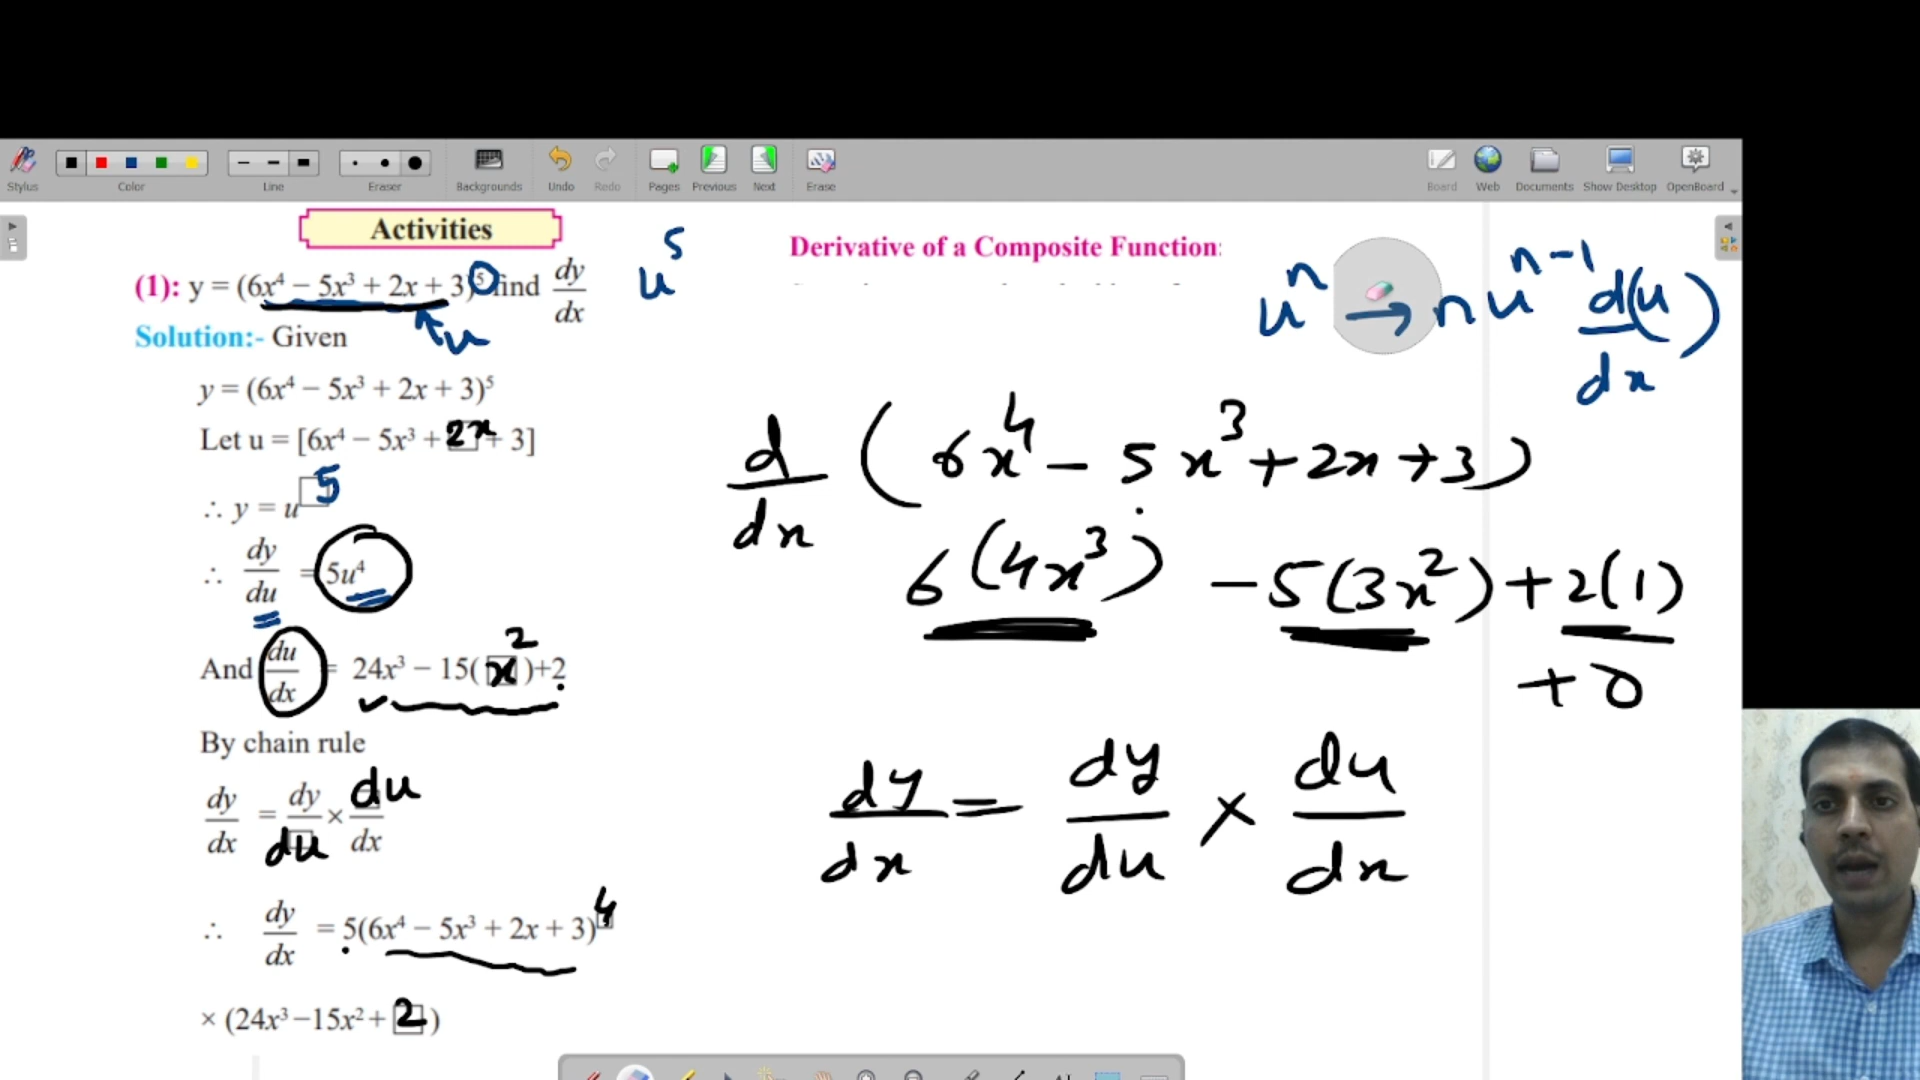 Stylus Color Line Eraser Backgrounds Undo Redo Pages Previous Next Erase Board Web Documents Show Desktop OpenBoard
Activities
(1): y = (6x⁴ − 5x³ + 2x + 3)⁵ find dy/dx
u
Solution:- Given
y = (6x⁴ − 5x³ + 2x + 3)⁵
Let u = [6x⁴ − 5x³ + 2x + 3]
∴ y = u⁵
∴ dy/du = 5u⁴
And du/dx = 24x³ − 15(x²)+2
By chain rule
dy/dx = dy/du × du/dx
∴ dy/dx = 5(6x⁴ − 5x³ + 2x + 3)⁴
× (24x³−15x²+ 2)
u⁵
Derivative of a Composite Function:
uⁿ → n uⁿ⁻¹ d(u)/dx
d/dx (6x⁴ − 5x³ + 2x + 3)
6(4x³) − 5(3x²) + 2(1)
+ 0
dy/dx = dy/du × du/dx